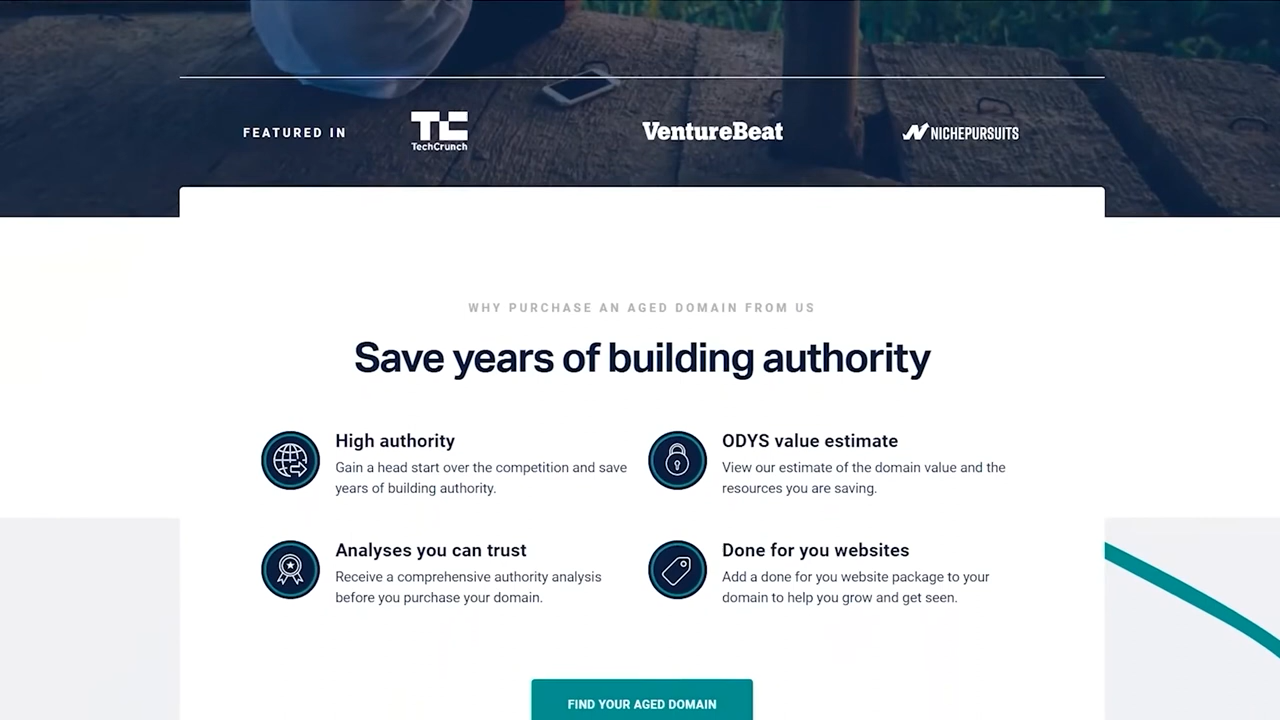 FEATURED IN
TC
TechCrunch
VentureBeat
NICHEPURSUITS
WHY PURCHASE AN AGED DOMAIN FROM US
Save years of building authority
High authority
Gain a head start over the competition and save
years of building authority.
ODYS value estimate
View our estimate of the domain value and the
resources you are saving.
Analyses you can trust
Receive a comprehensive authority analysis
before you purchase your domain.
Done for you websites
Add a done for you website package to your
domain to help you grow and get seen.
FIND YOUR AGED DOMAIN